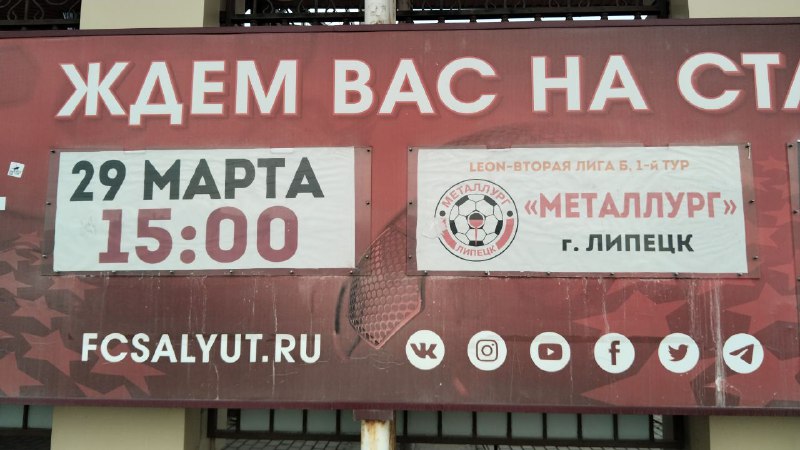 ЖДЕМ ВАС НА СТА
29 МАРТА
15:00
LEON-ВТОРАЯ ЛИГА Б, 1-й ТУР
МЕТАЛЛУРГ
ЛИПЕЦК
«МЕТАЛЛУРГ»
г. ЛИПЕЦК
FCSALYUT.RU